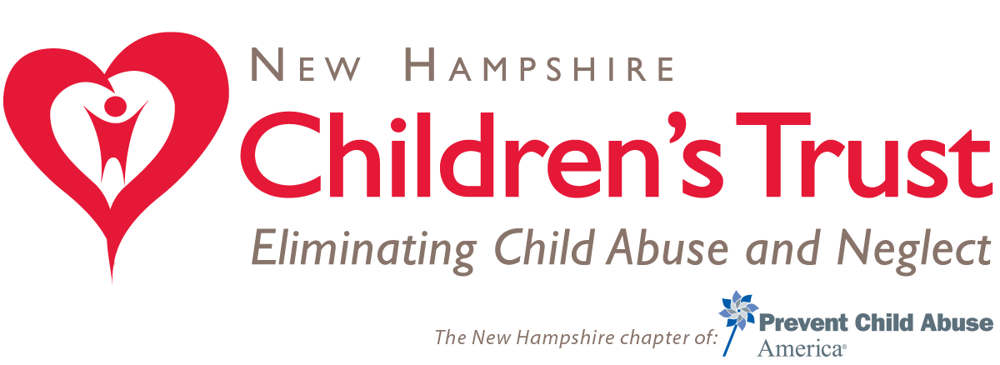 New Hampshire
Children's Trust
Eliminating Child Abuse and Neglect
The New Hampshire chapter of: Prevent Child Abuse
America®